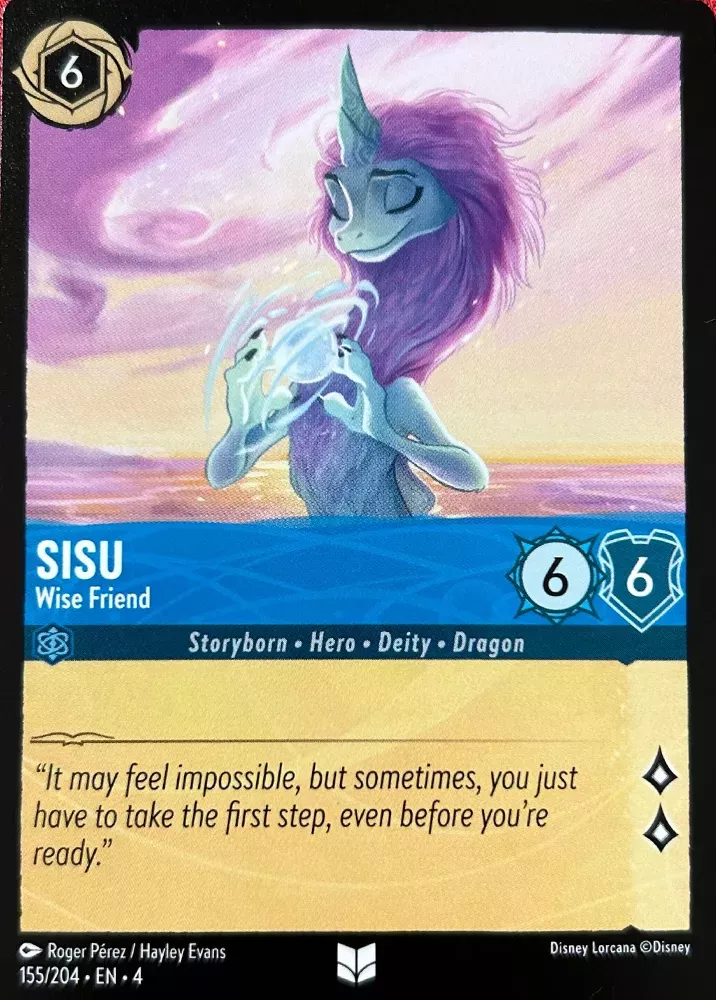 6
SISU
Wise Friend
6
6
Storyborn • Hero • Deity • Dragon
“It may feel impossible, but sometimes, you just
have to take the first step, even before you’re
ready.”
Roger Pérez / Hayley Evans
155/204 • EN • 4
Disney Lorcana ©Disney